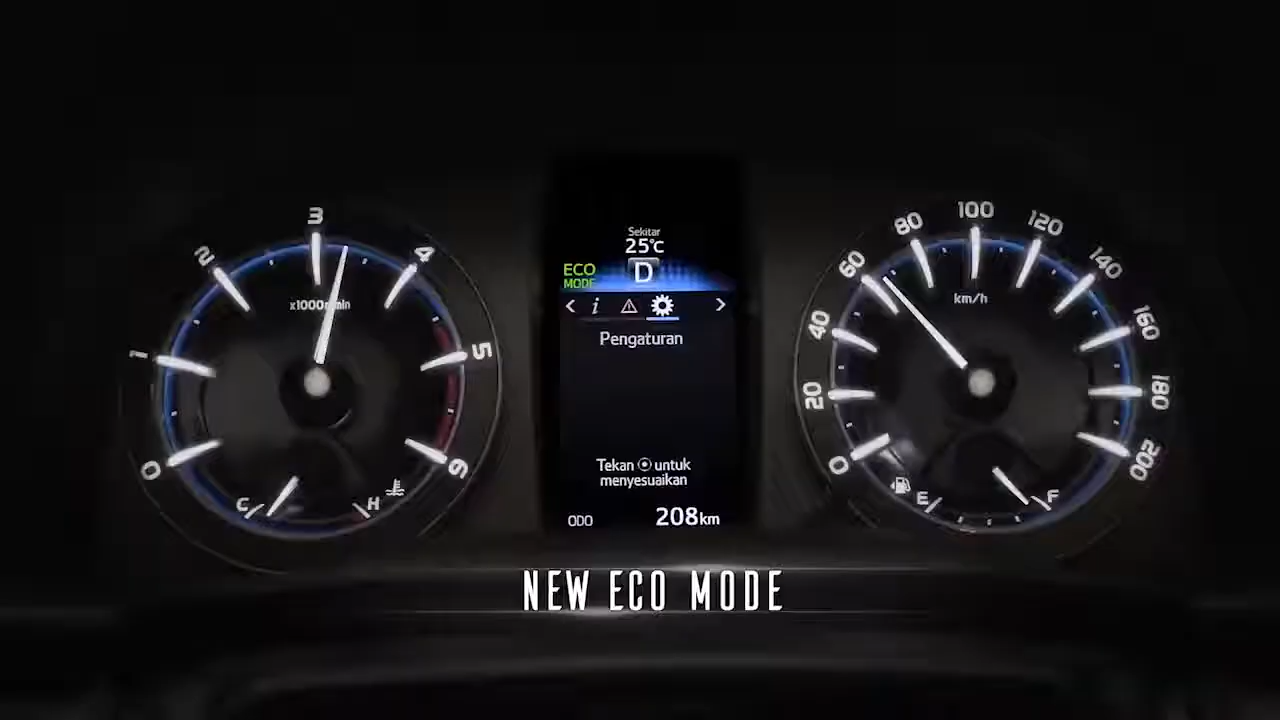 3
2
4
x1000r/min
1
5
0
6
C
H
Sekitar
25°C
ECO
MODE
D
i
Pengaturan
Tekan ⊙ untuk
menyesuaikan
ODO
208km
100
80
120
60
140
km/h
40
160
20
180
0
200
E
F
NEW ECO MODE